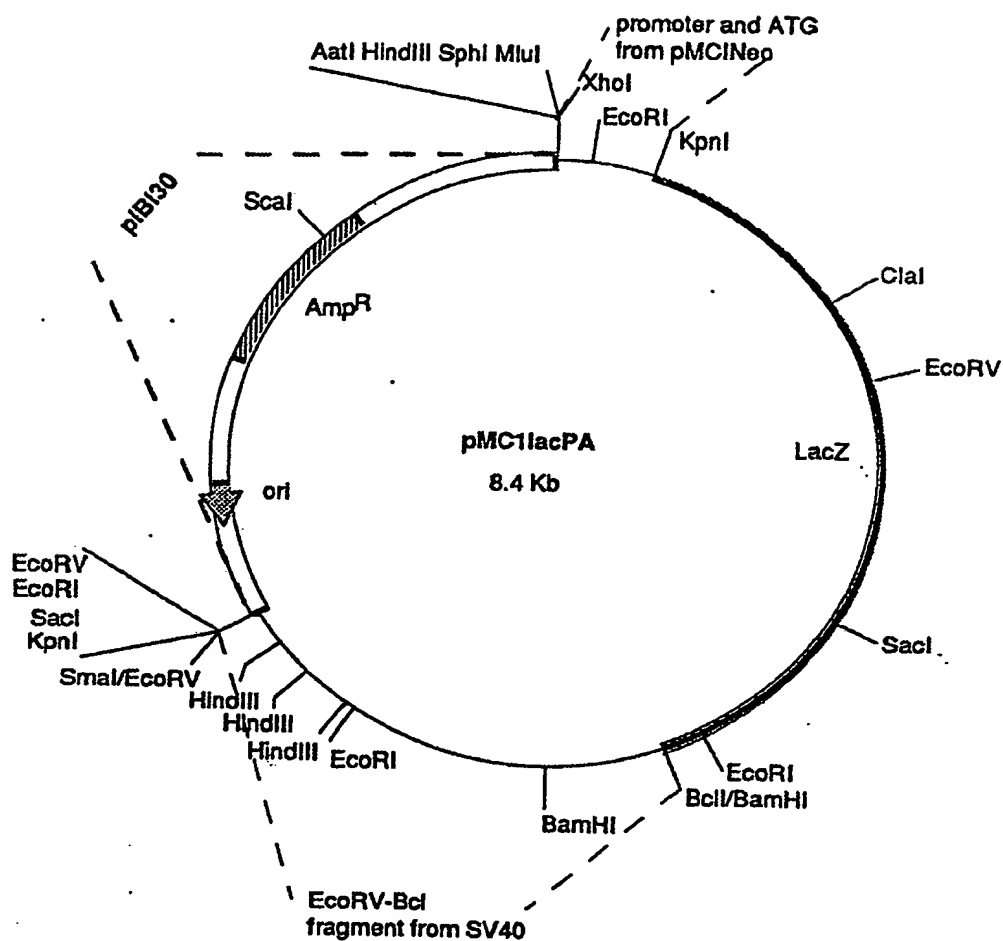 promoter and ATG
from pMCINeo
AatI HindIII SphI MluI
XhoI
EcoRI
KpnI
pIBI30
ScaI
AmpR
ClaI
EcoRV
LacZ
pMC1lacPA
8.4 Kb
ori
EcoRV
EcoRI
SacI
KpnI
SmaI/EcoRV
HindIII
HindIII
HindIII
EcoRI
SacI
EcoRI
BclI/BamHI
BamHI
EcoRV-Bcl
fragment from SV40